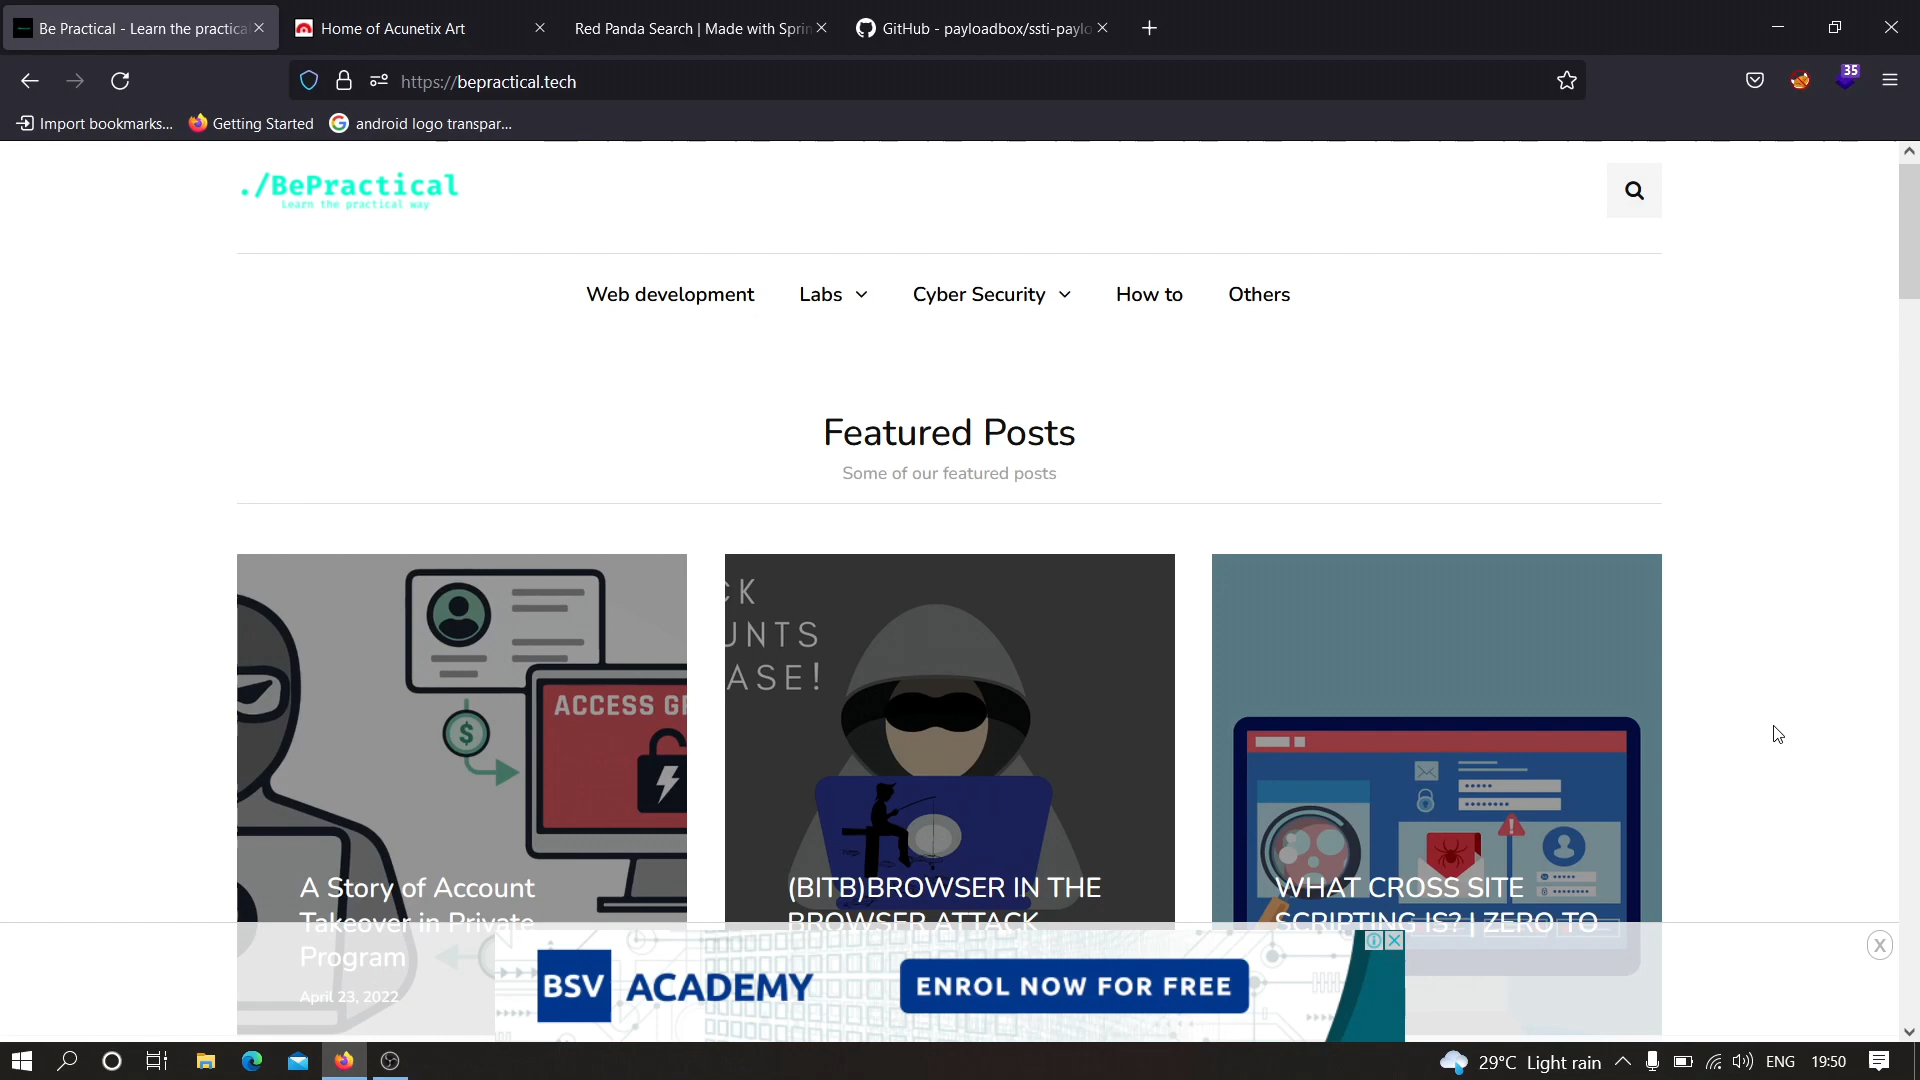 Be Practical - Learn the practica
Home of Acunetix Art
Red Panda Search | Made with Sprin
GitHub - payloadbox/ssti-paylo
https://bepractical.tech
35
Import bookmarks...
Getting Started
android logo transpar...
./BePractical
Learn the practical way
Web development
Labs
Cyber Security
How to
Others
Featured Posts
Some of our featured posts
CK
UNTS
ASE!
ACCESS GR
A Story of Account
Takeover in Private
Program
April 23, 2022
(BITB)BROWSER IN THE
BROWSER ATTACK
WHAT CROSS SITE
SCRIPTING IS? | ZERO TO
BSV ACADEMY
ENROL NOW FOR FREE
29°C Light rain
ENG
19:50